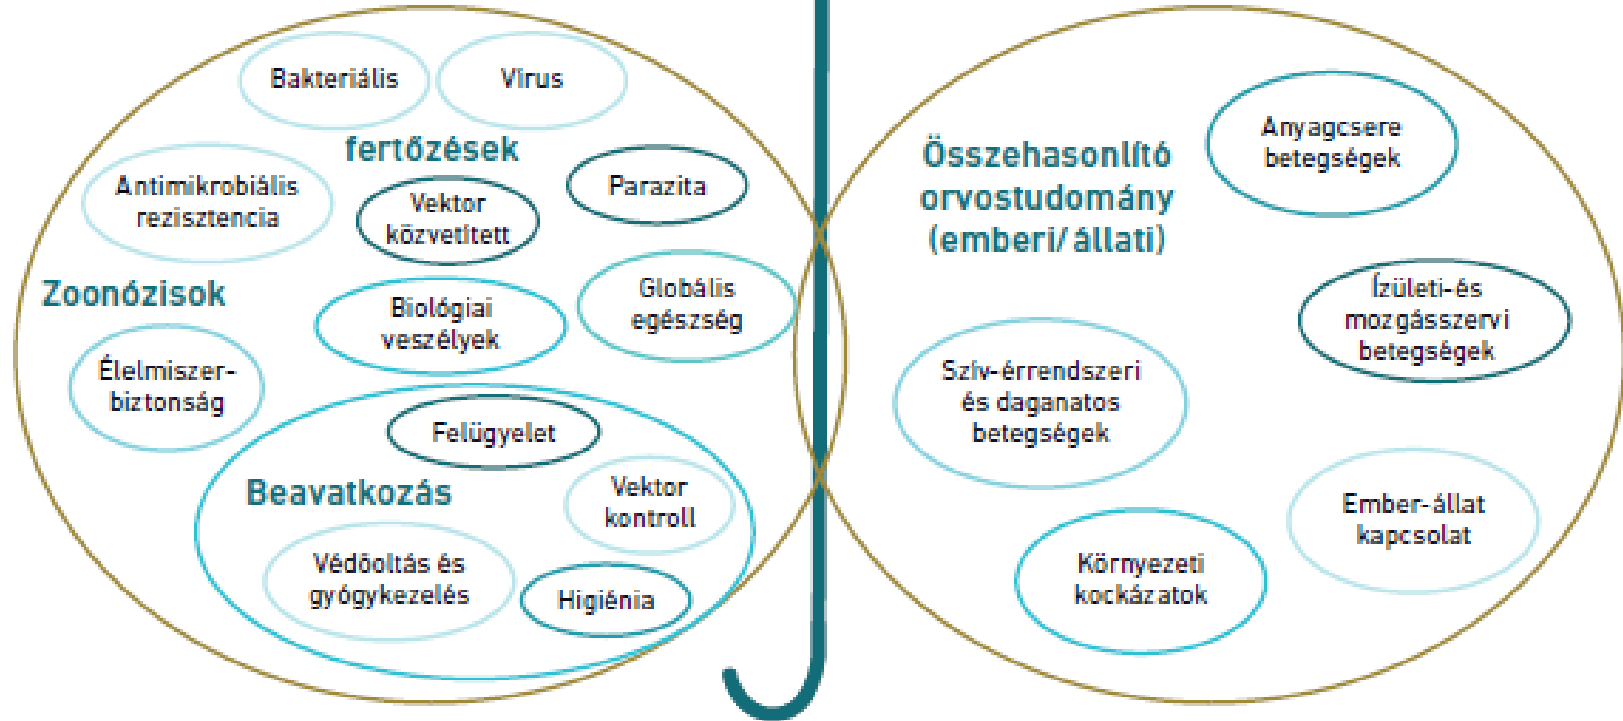 Bakteriális
Vírus
fertőzések
Antimikrobiális
rezisztencia
Vektor
közvetített
Parazita
Zoonózisok
Biológiai
veszélyek
Globális
egészség
Élelmiszer-
biztonság
Felügyelet
Beavatkozás
Vektor
kontroll
Védőoltás és
gyógykezelés
Higiénia
Összehasonlító
orvostudomány
(emberi/állati)
Anyagcsere
betegségek
Ízületi-és
mozgásszervi
betegségek
Szív-érrendszeri
és daganatos
betegségek
Ember-állat
kapcsolat
Környezeti
kockázatok